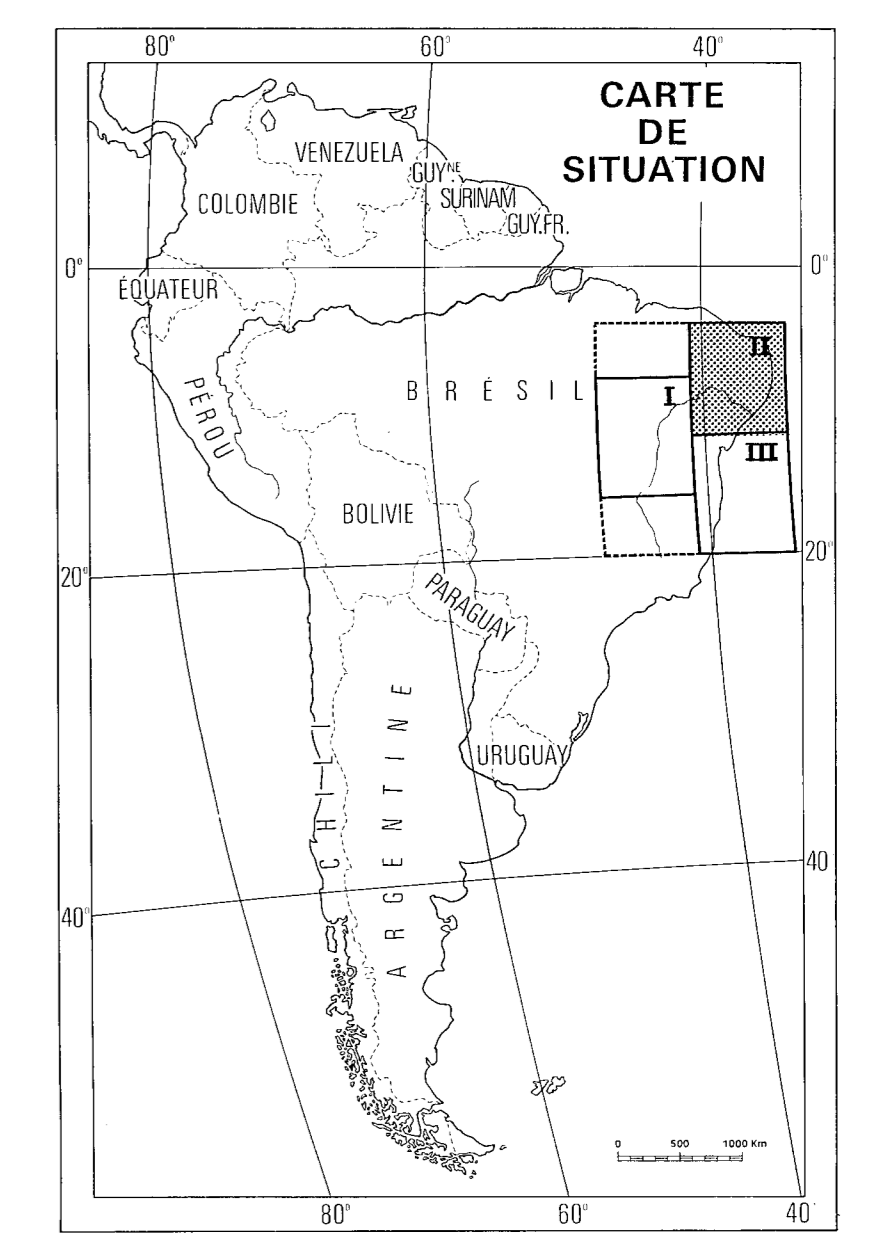 80° 60° 40°
CARTE
DE
SITUATION
VENEZUELA
GUYNE
SURINAM
COLOMBIE
GUY.FR.
0° 0°
ÉQUATEUR
II
BRÉSIL
I
PÉROU
III
BOLIVIE
20° 20°
PARAGUAY
ARGENTINE
CHILI
URUGUAY
40
40°
0 500 1000 Km
80° 60° 40